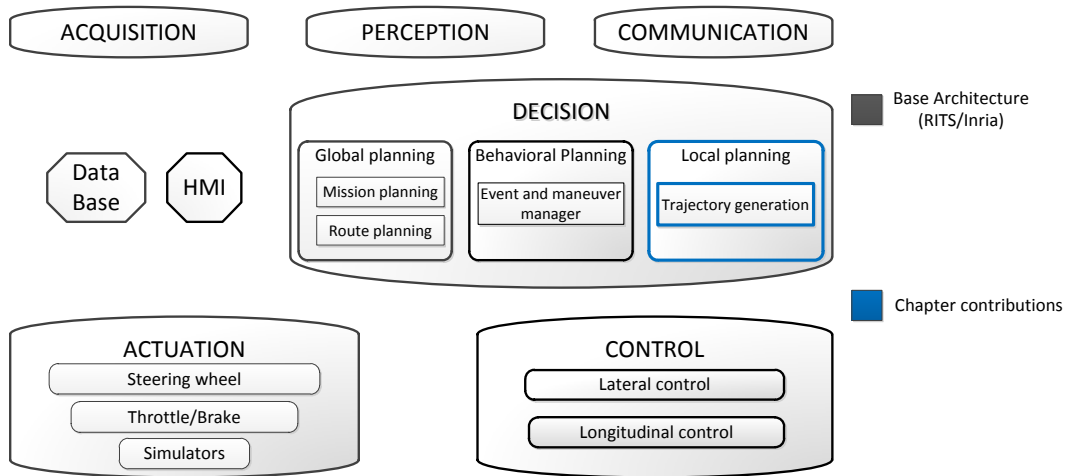 ACQUISITION
PERCEPTION
COMMUNICATION
DECISION
Global planning
Mission planning
Route planning
Behavioral Planning
Event and maneuver
manager
Local planning
Trajectory generation
Data
Base
HMI
Base Architecture
(RITS/Inria)
Chapter contributions
ACTUATION
Steering wheel
Throttle/Brake
Simulators
CONTROL
Lateral control
Longitudinal control